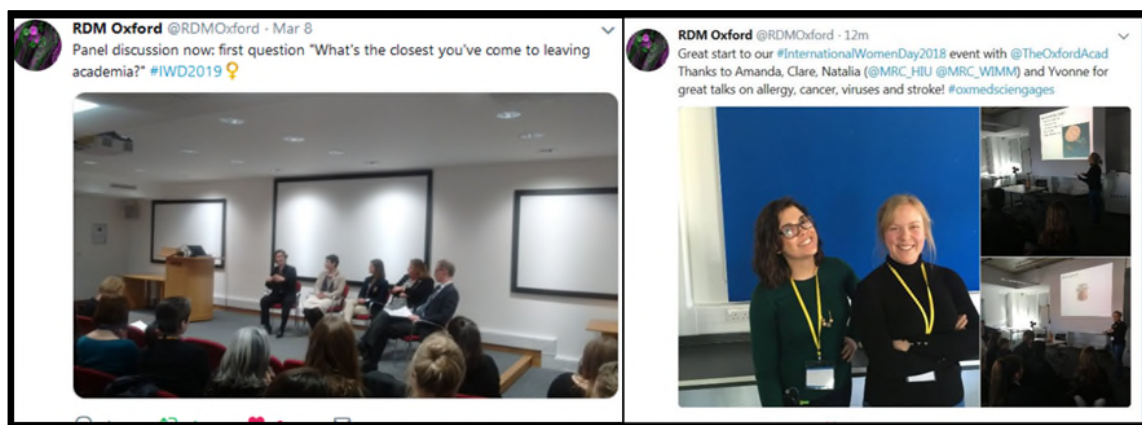 RDM Oxford @RDMOxford · Mar 8
Panel discussion now: first question "What's the closest you've come to leaving
academia?" #IWD2019
RDM Oxford @RDMOxford · 12m
Great start to our #InternationalWomenDay2018 event with @TheOxfordAcad
Thanks to Amanda, Clare, Natalia (@MRC_HIU @MRC_WIMM) and Yvonne for
great talks on allergy, cancer, viruses and stroke! #oxmedsciengages